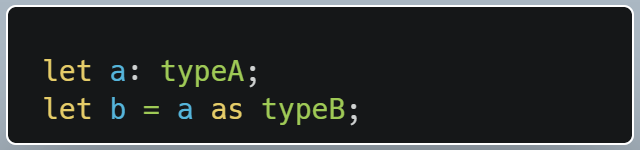 let a: typeA;
let b = a as typeB;